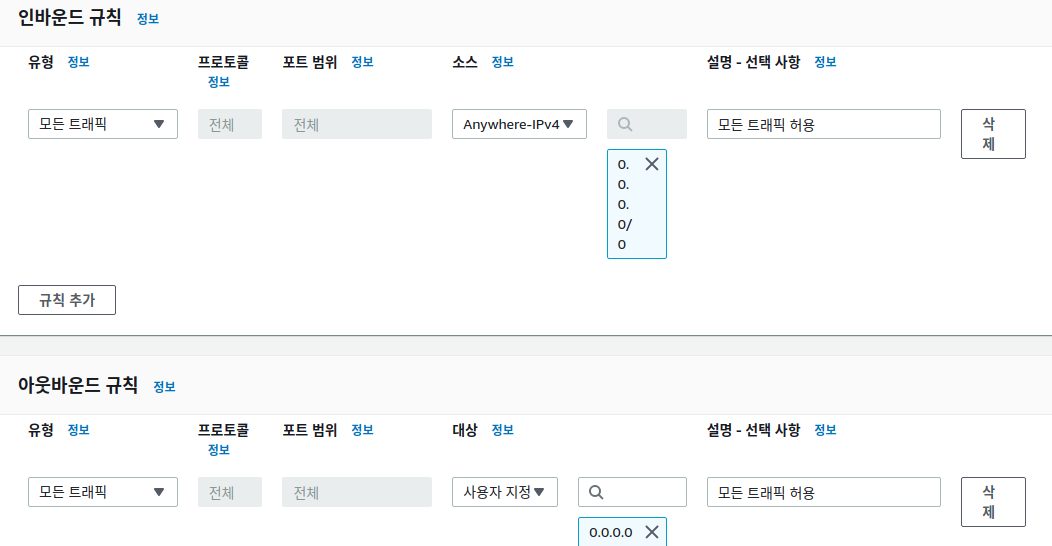 인바운드 규칙 정보
유형 정보 프로토콜 포트 범위 정보 소스 정보 설명 - 선택 사항 정보
정보
모든 트래픽 전체 전체 Anywhere-IPv4 모든 트래픽 허용 삭
제
0.
0.
0.
0/
0
규칙 추가
아웃바운드 규칙 정보
유형 정보 프로토콜 포트 범위 정보 대상 정보 설명 - 선택 사항 정보
정보
모든 트래픽 전체 전체 사용자 지정 모든 트래픽 허용 삭
제
0.0.0.0